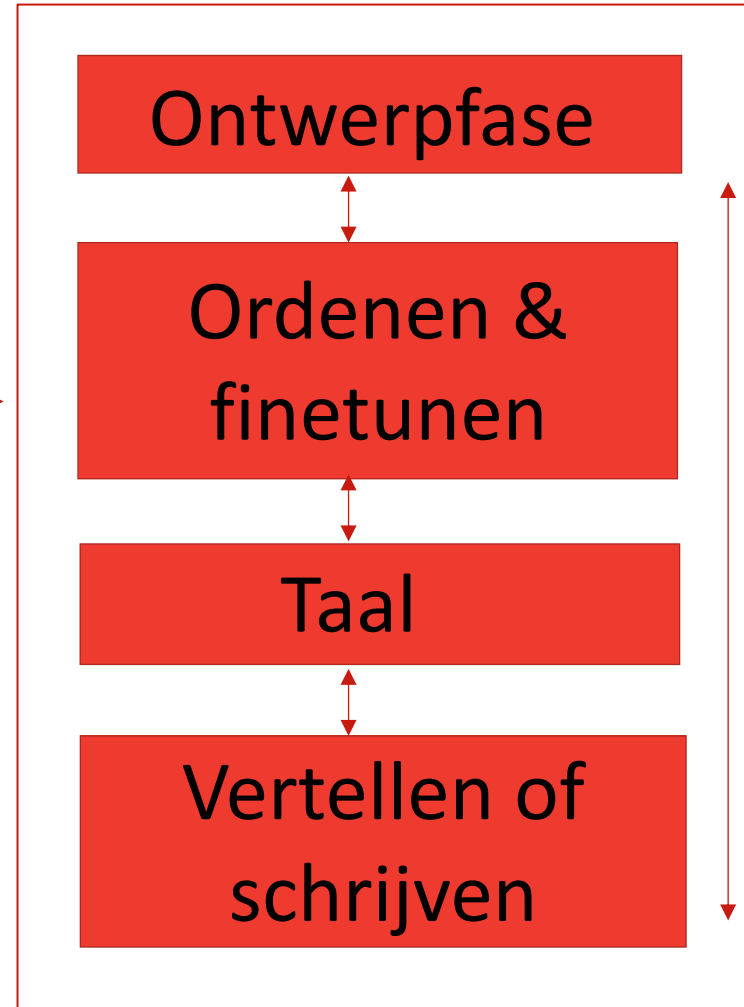 Ontwerpfase
Ordenen &
finetunen
Taal
Vertellen of
schrijven